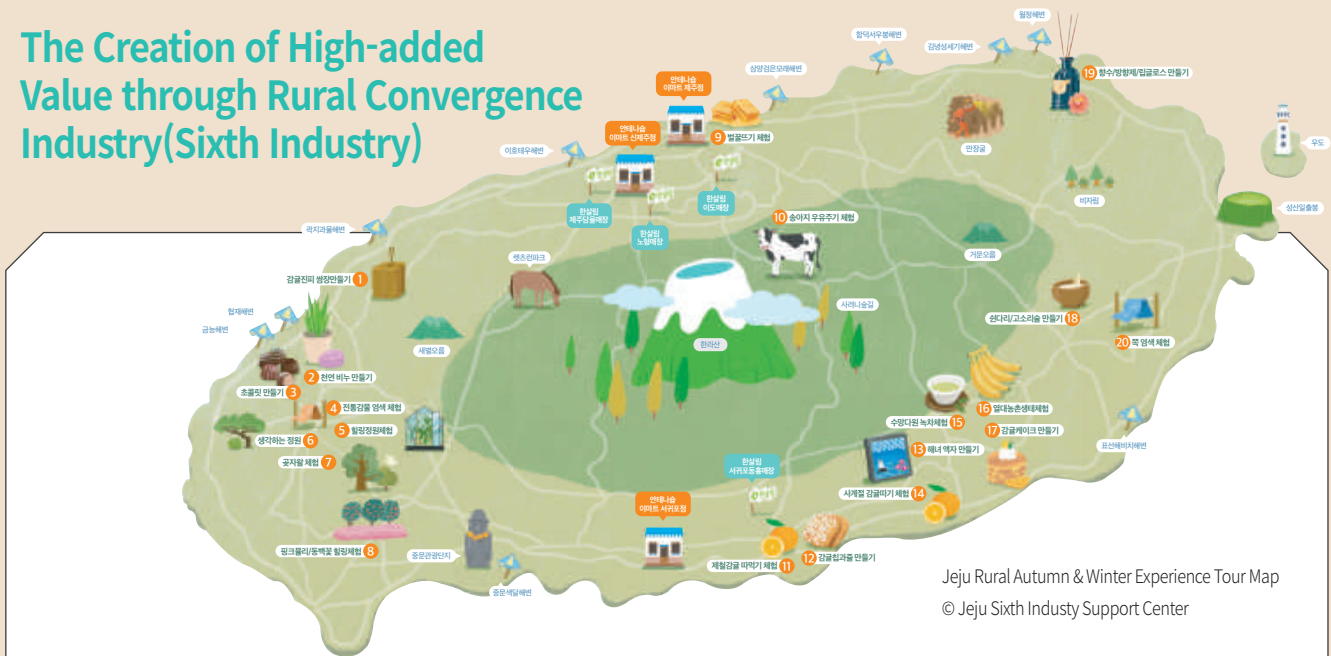 The Creation of High-added
Value through Rural Convergence
Industry(Sixth Industry)
월정해변
함덕서우봉해변
김녕성세기해변
삼양검은모래해변
19 향수/방향제/립글로스 만들기
안테나숍
이마트 제주점
안테나숍
이마트 신제주점
9 벌꿀뜨기 체험
이호테우해변
만장굴
우도
비자림
성산일출봉
한살림
제주담을매장
한살림
이도매장
한살림
노형매장
10 송아지 우유주기 체험
곽지과물해변
렛츠런파크
거문오름
감귤진피 쌈장만들기 1
사려니숲길
협재해변
금능해변
쉰다리/고소리술 만들기 18
한라산
새별오름
20 쪽 염색 체험
2 천연 비누 만들기
초콜릿 만들기 3
4 전통감물 염색 체험
16 열대농촌생태체험
수망다원 녹차체험 15
5 힐링정원체험
17 감귤케이크 만들기
생각하는 정원 6
표선해비치해변
13 해녀 액자 만들기
곶자왈 체험 7
한살림
서귀포동홍매장
사계절 감귤따기 체험 14
안테나숍
이마트 서귀포점
핑크뮬리/동백꽃 힐링체험 8
중문관광단지
제철감귤 따먹기 체험 11
12 감귤칩과즐 만들기
중문색달해변
Jeju Rural Autumn & Winter Experience Tour Map
© Jeju Sixth Industy Support Center